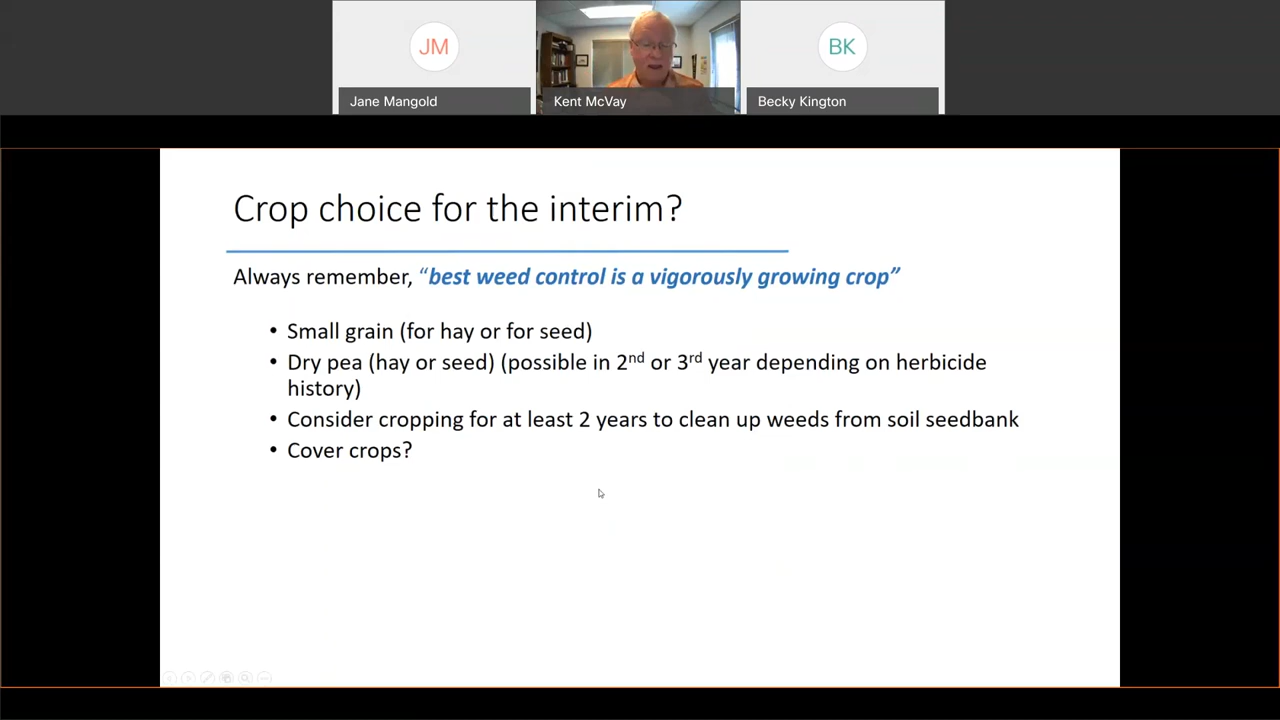 JM
BK
Jane Mangold
Kent McVay
Becky Kington
Crop choice for the interim?
Always remember, “best weed control is a vigorously growing crop”
• Small grain (for hay or for seed)
• Dry pea (hay or seed) (possible in 2nd or 3rd year depending on herbicide
history)
• Consider cropping for at least 2 years to clean up weeds from soil seedbank
• Cover crops?